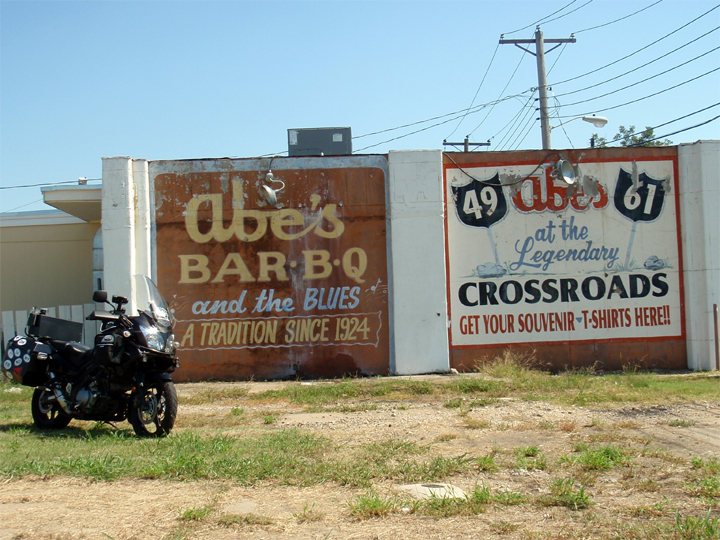 abe's
BAR·B·Q
and the BLUES
A TRADITION SINCE 1924
49 abe's 61
at the
Legendary
CROSSROADS
GET YOUR SOUVENIR T-SHIRTS HERE!!